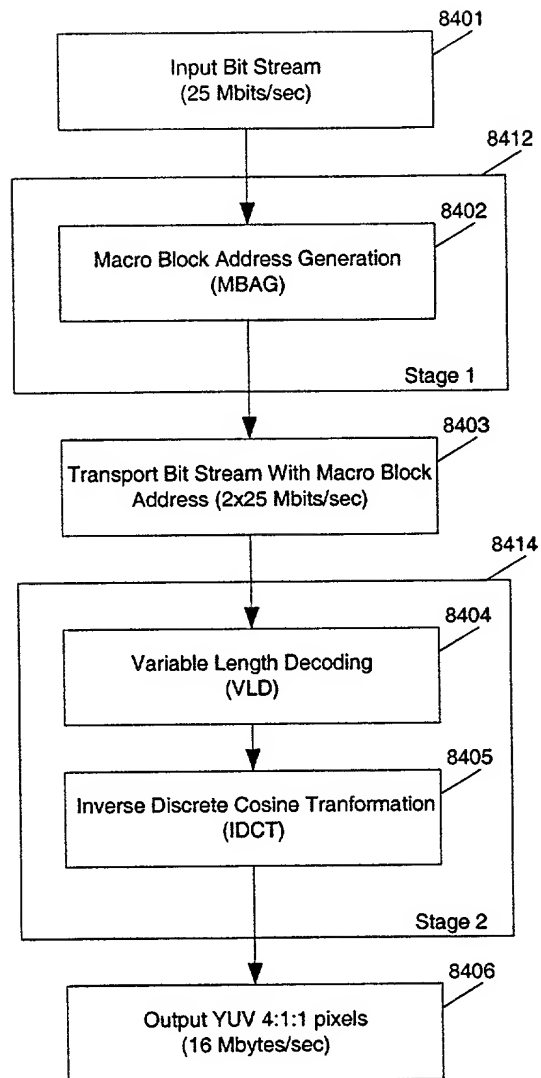 8401
Input Bit Stream
(25 Mbits/sec)
8412
8402
Macro Block Address Generation
(MBAG)
Stage 1
8403
Transport Bit Stream With Macro Block
Address (2x25 Mbits/sec)
8414
8404
Variable Length Decoding
(VLD)
8405
Inverse Discrete Cosine Tranformation
(IDCT)
Stage 2
8406
Output YUV 4:1:1 pixels
(16 Mbytes/sec)